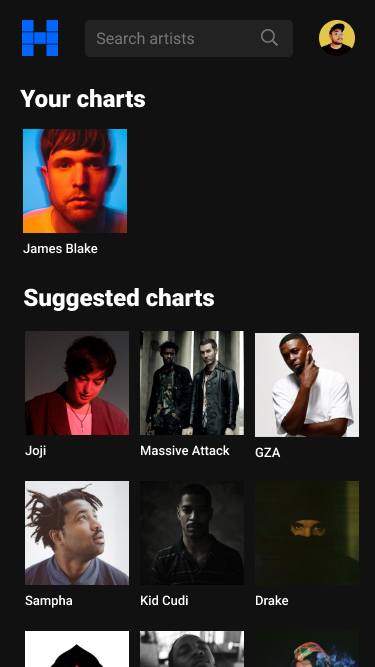 Search artists
Your charts
James Blake
Suggested charts
Joji
Massive Attack
GZA
Sampha
Kid Cudi
Drake